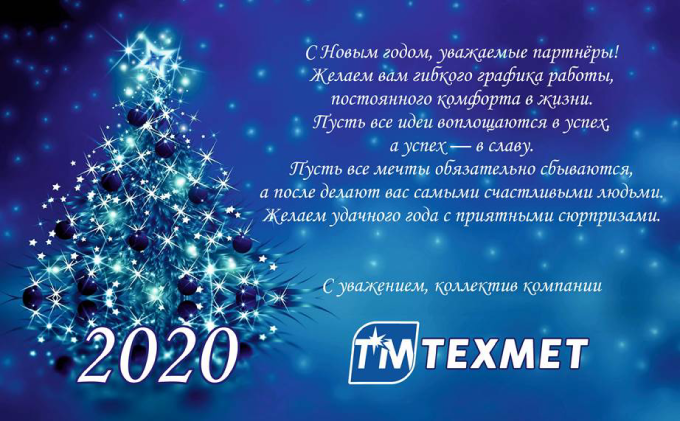 С Новым годом, уважаемые партнёры!
Желаем вам гибкого графика работы,
постоянного комфорта в жизни.
Пусть все идеи воплощаются в успех,
а успех — в славу.
Пусть все мечты обязательно сбываются,
а после делают вас самыми счастливыми людьми.
Желаем удачного года с приятными сюрпризами.
С уважением, коллектив компании
2020
ТМ ТЕХМЕТ